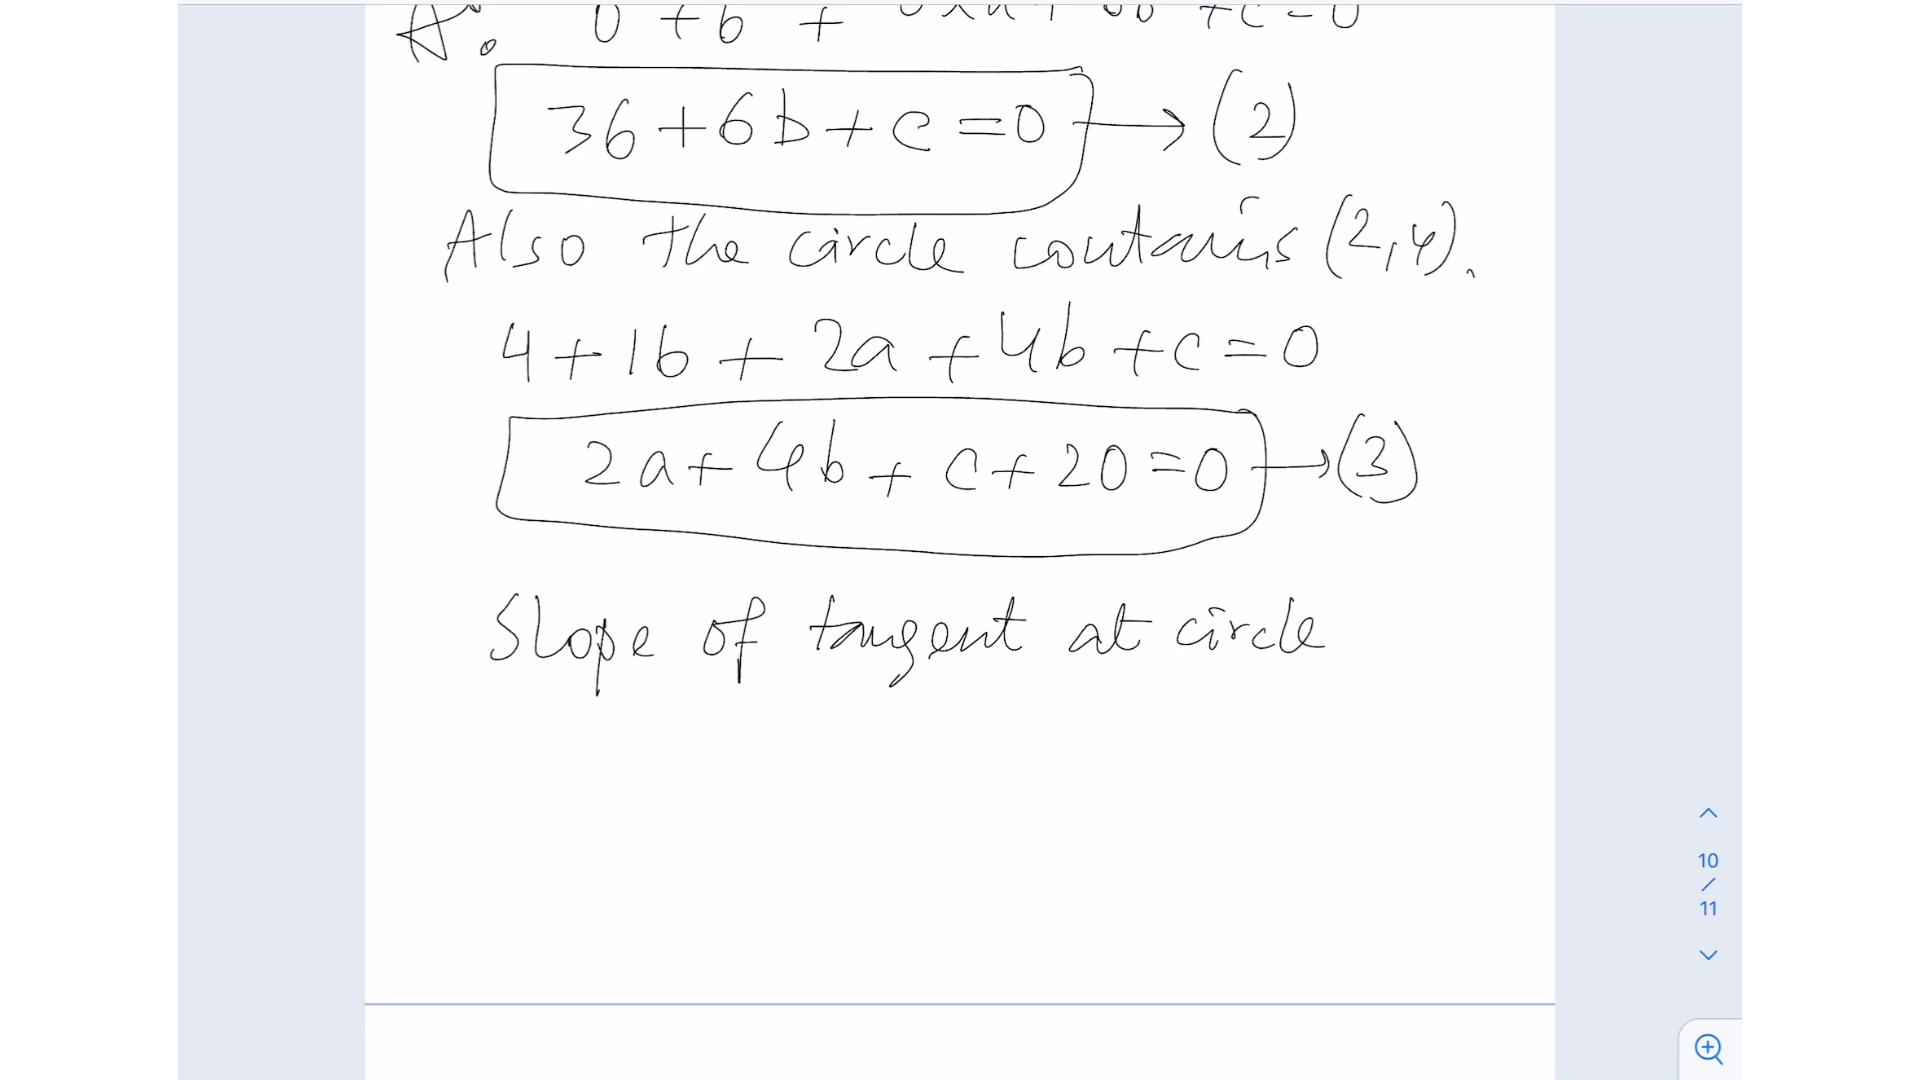 36+6b+c=0 → (2)
Also the circle contains (2,4).
4+16+2a+4b+c=0
2a+4b+c+20=0 → (3)
Slope of tangent at circle
10
/
11